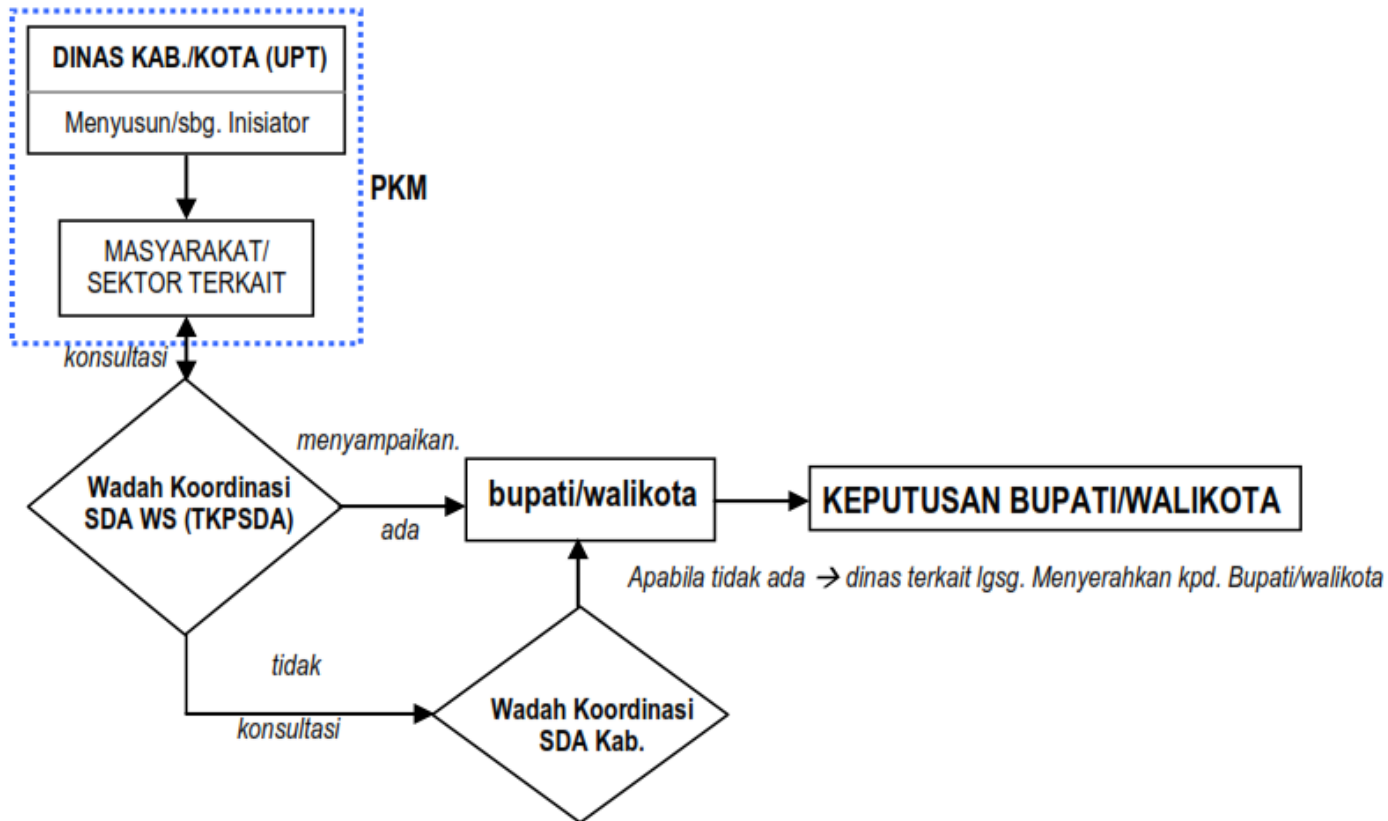 DINAS KAB./KOTA (UPT)
Menyusun/sbg. Inisiator
PKM
MASYARAKAT/
SEKTOR TERKAIT
konsultasi
Wadah Koordinasi
SDA WS (TKPSDA)
menyampaikan.
ada
bupati/walikota
KEPUTUSAN BUPATI/WALIKOTA
Apabila tidak ada → dinas terkait lgsg. Menyerahkan kpd. Bupati/walikota
tidak
konsultasi
Wadah Koordinasi
SDA Kab.